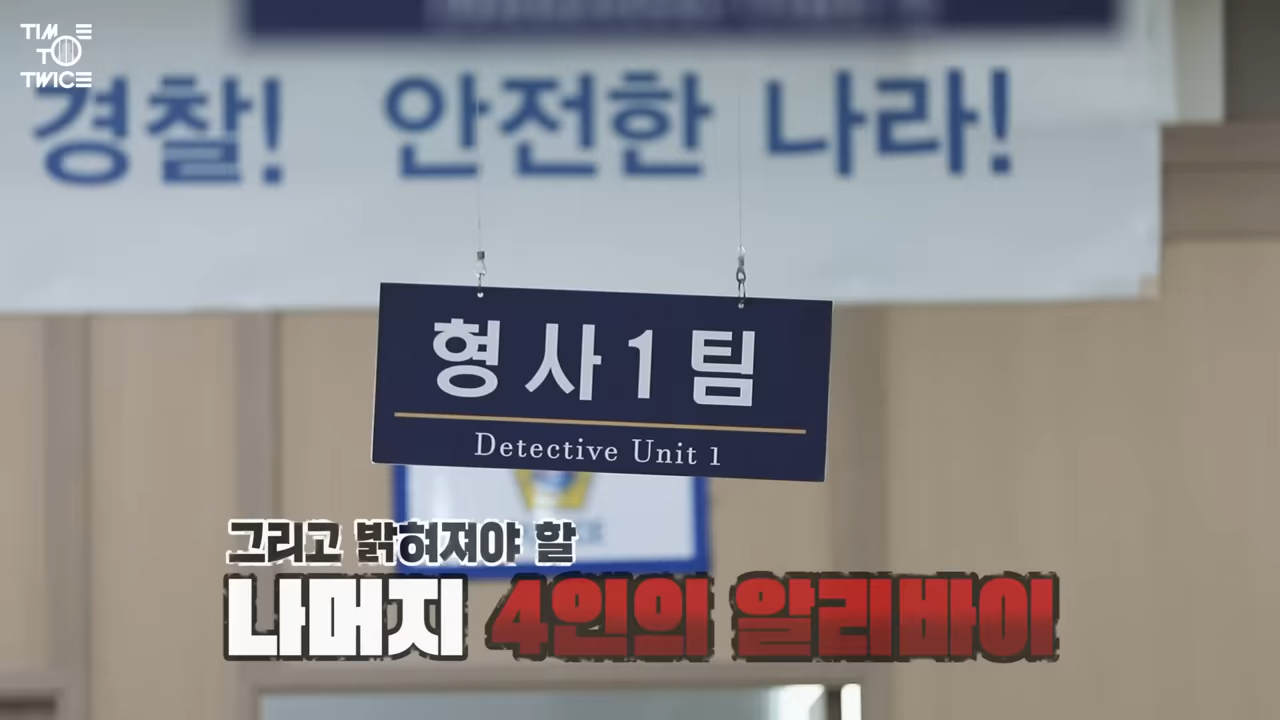 TIME
TO
TWICE
경찰! 안전한 나라!
형사1팀
Detective Unit 1
그리고 밝혀져야 할
나머지 4인의 알리바이